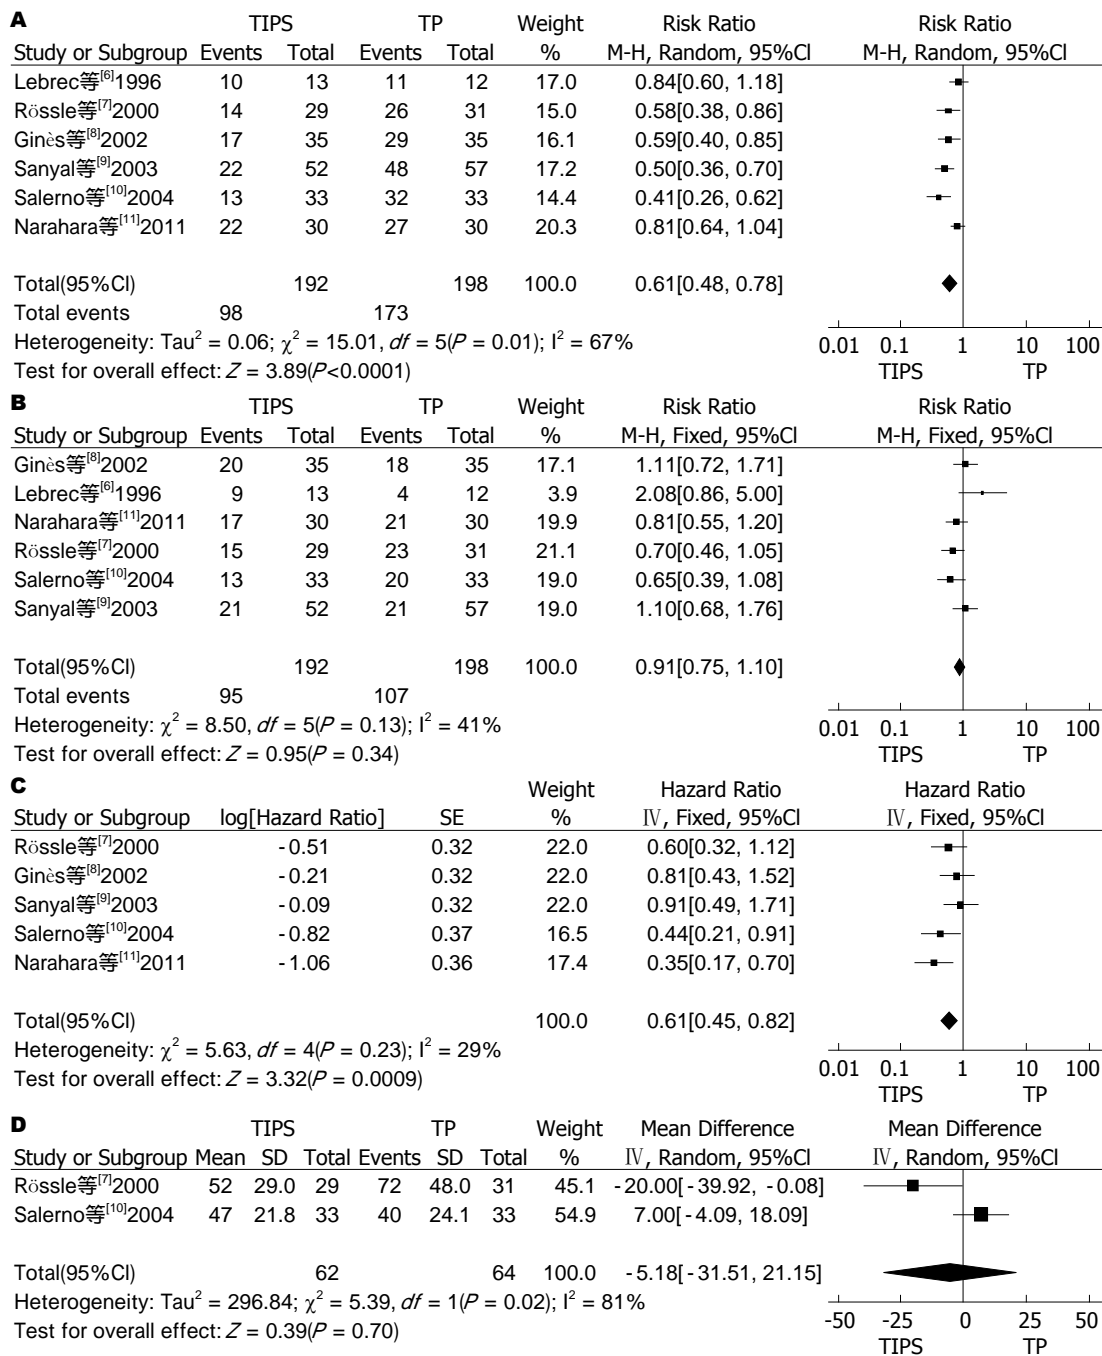 A TIPS TP Weight Risk Ratio Risk Ratio
Study or Subgroup Events Total Events Total % M-H, Random, 95%CI M-H, Random, 95%CI
Lebrec等[6]1996 10 13 11 12 17.0 0.84[0.60, 1.18]
Rössle等[7]2000 14 29 26 31 15.0 0.58[0.38, 0.86]
Ginès等[8]2002 17 35 29 35 16.1 0.59[0.40, 0.85]
Sanyal等[9]2003 22 52 48 57 17.2 0.50[0.36, 0.70]
Salerno等[10]2004 13 33 32 33 14.4 0.41[0.26, 0.62]
Narahara等[11]2011 22 30 27 30 20.3 0.81[0.64, 1.04]
Total(95%CI) 192 198 100.0 0.61[0.48, 0.78]
Total events 98 173
Heterogeneity: Tau² = 0.06; χ² = 15.01, df = 5(P = 0.01); I² = 67%
Test for overall effect: Z = 3.89(P<0.0001)
0.01 0.1 1 10 100
TIPS TP
B TIPS TP Weight Risk Ratio Risk Ratio
Study or Subgroup Events Total Events Total % M-H, Fixed, 95%CI M-H, Fixed, 95%CI
Ginès等[8]2002 20 35 18 35 17.1 1.11[0.72, 1.71]
Lebrec等[6]1996 9 13 4 12 3.9 2.08[0.86, 5.00]
Narahara等[11]2011 17 30 21 30 19.9 0.81[0.55, 1.20]
Rössle等[7]2000 15 29 23 31 21.1 0.70[0.46, 1.05]
Salerno等[10]2004 13 33 20 33 19.0 0.65[0.39, 1.08]
Sanyal等[9]2003 21 52 21 57 19.0 1.10[0.68, 1.76]
Total(95%CI) 192 198 100.0 0.91[0.75, 1.10]
Total events 95 107
Heterogeneity: χ² = 8.50, df = 5(P = 0.13); I² = 41%
Test for overall effect: Z = 0.95(P = 0.34)
0.01 0.1 1 10 100
TIPS TP
C Weight Hazard Ratio Hazard Ratio
Study or Subgroup log[Hazard Ratio] SE % Ⅳ, Fixed, 95%CI Ⅳ, Fixed, 95%CI
Rössle等[7]2000 -0.51 0.32 22.0 0.60[0.32, 1.12]
Ginès等[8]2002 -0.21 0.32 22.0 0.81[0.43, 1.52]
Sanyal等[9]2003 -0.09 0.32 22.0 0.91[0.49, 1.71]
Salerno等[10]2004 -0.82 0.37 16.5 0.44[0.21, 0.91]
Narahara等[11]2011 -1.06 0.36 17.4 0.35[0.17, 0.70]
Total(95%CI) 100.0 0.61[0.45, 0.82]
Heterogeneity: χ² = 5.63, df = 4(P = 0.23); I² = 29%
Test for overall effect: Z = 3.32(P = 0.0009)
0.01 0.1 1 10 100
TIPS TP
D TIPS TP Weight Mean Difference Mean Difference
Study or Subgroup Mean SD Total Events SD Total % Ⅳ, Random, 95%CI Ⅳ, Random, 95%CI
Rössle等[7]2000 52 29.0 29 72 48.0 31 45.1 -20.00[-39.92, -0.08]
Salerno等[10]2004 47 21.8 33 40 24.1 33 54.9 7.00[-4.09, 18.09]
Total(95%CI) 62 64 100.0 -5.18[-31.51, 21.15]
Heterogeneity: Tau² = 296.84; χ² = 5.39, df = 1(P = 0.02); I² = 81%
Test for overall effect: Z = 0.39(P = 0.70)
-50 -25 0 25 50
TIPS TP